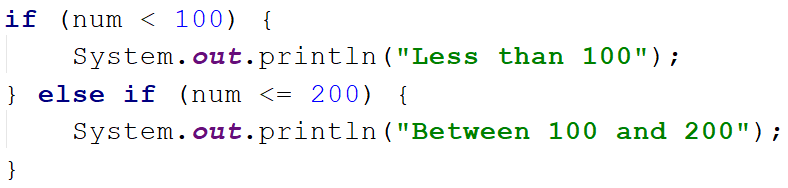 if (num < 100) {
    System.out.println("Less than 100");
} else if (num <= 200) {
    System.out.println("Between 100 and 200");
}